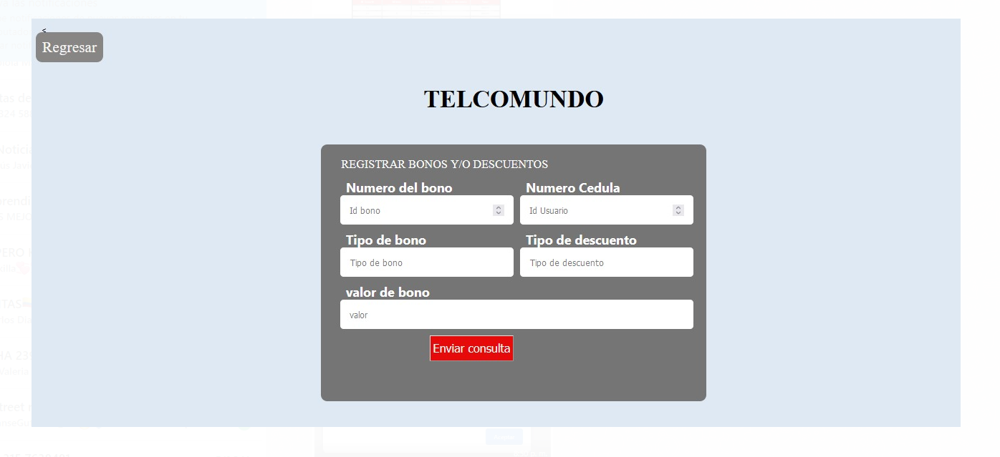 <
Regresar
TELCOMUNDO
REGISTRAR BONOS Y/O DESCUENTOS
Numero del bono Numero Cedula
Id bono Id Usuario
Tipo de bono Tipo de descuento
Tipo de bono Tipo de descuento
valor de bono
valor
Enviar consulta